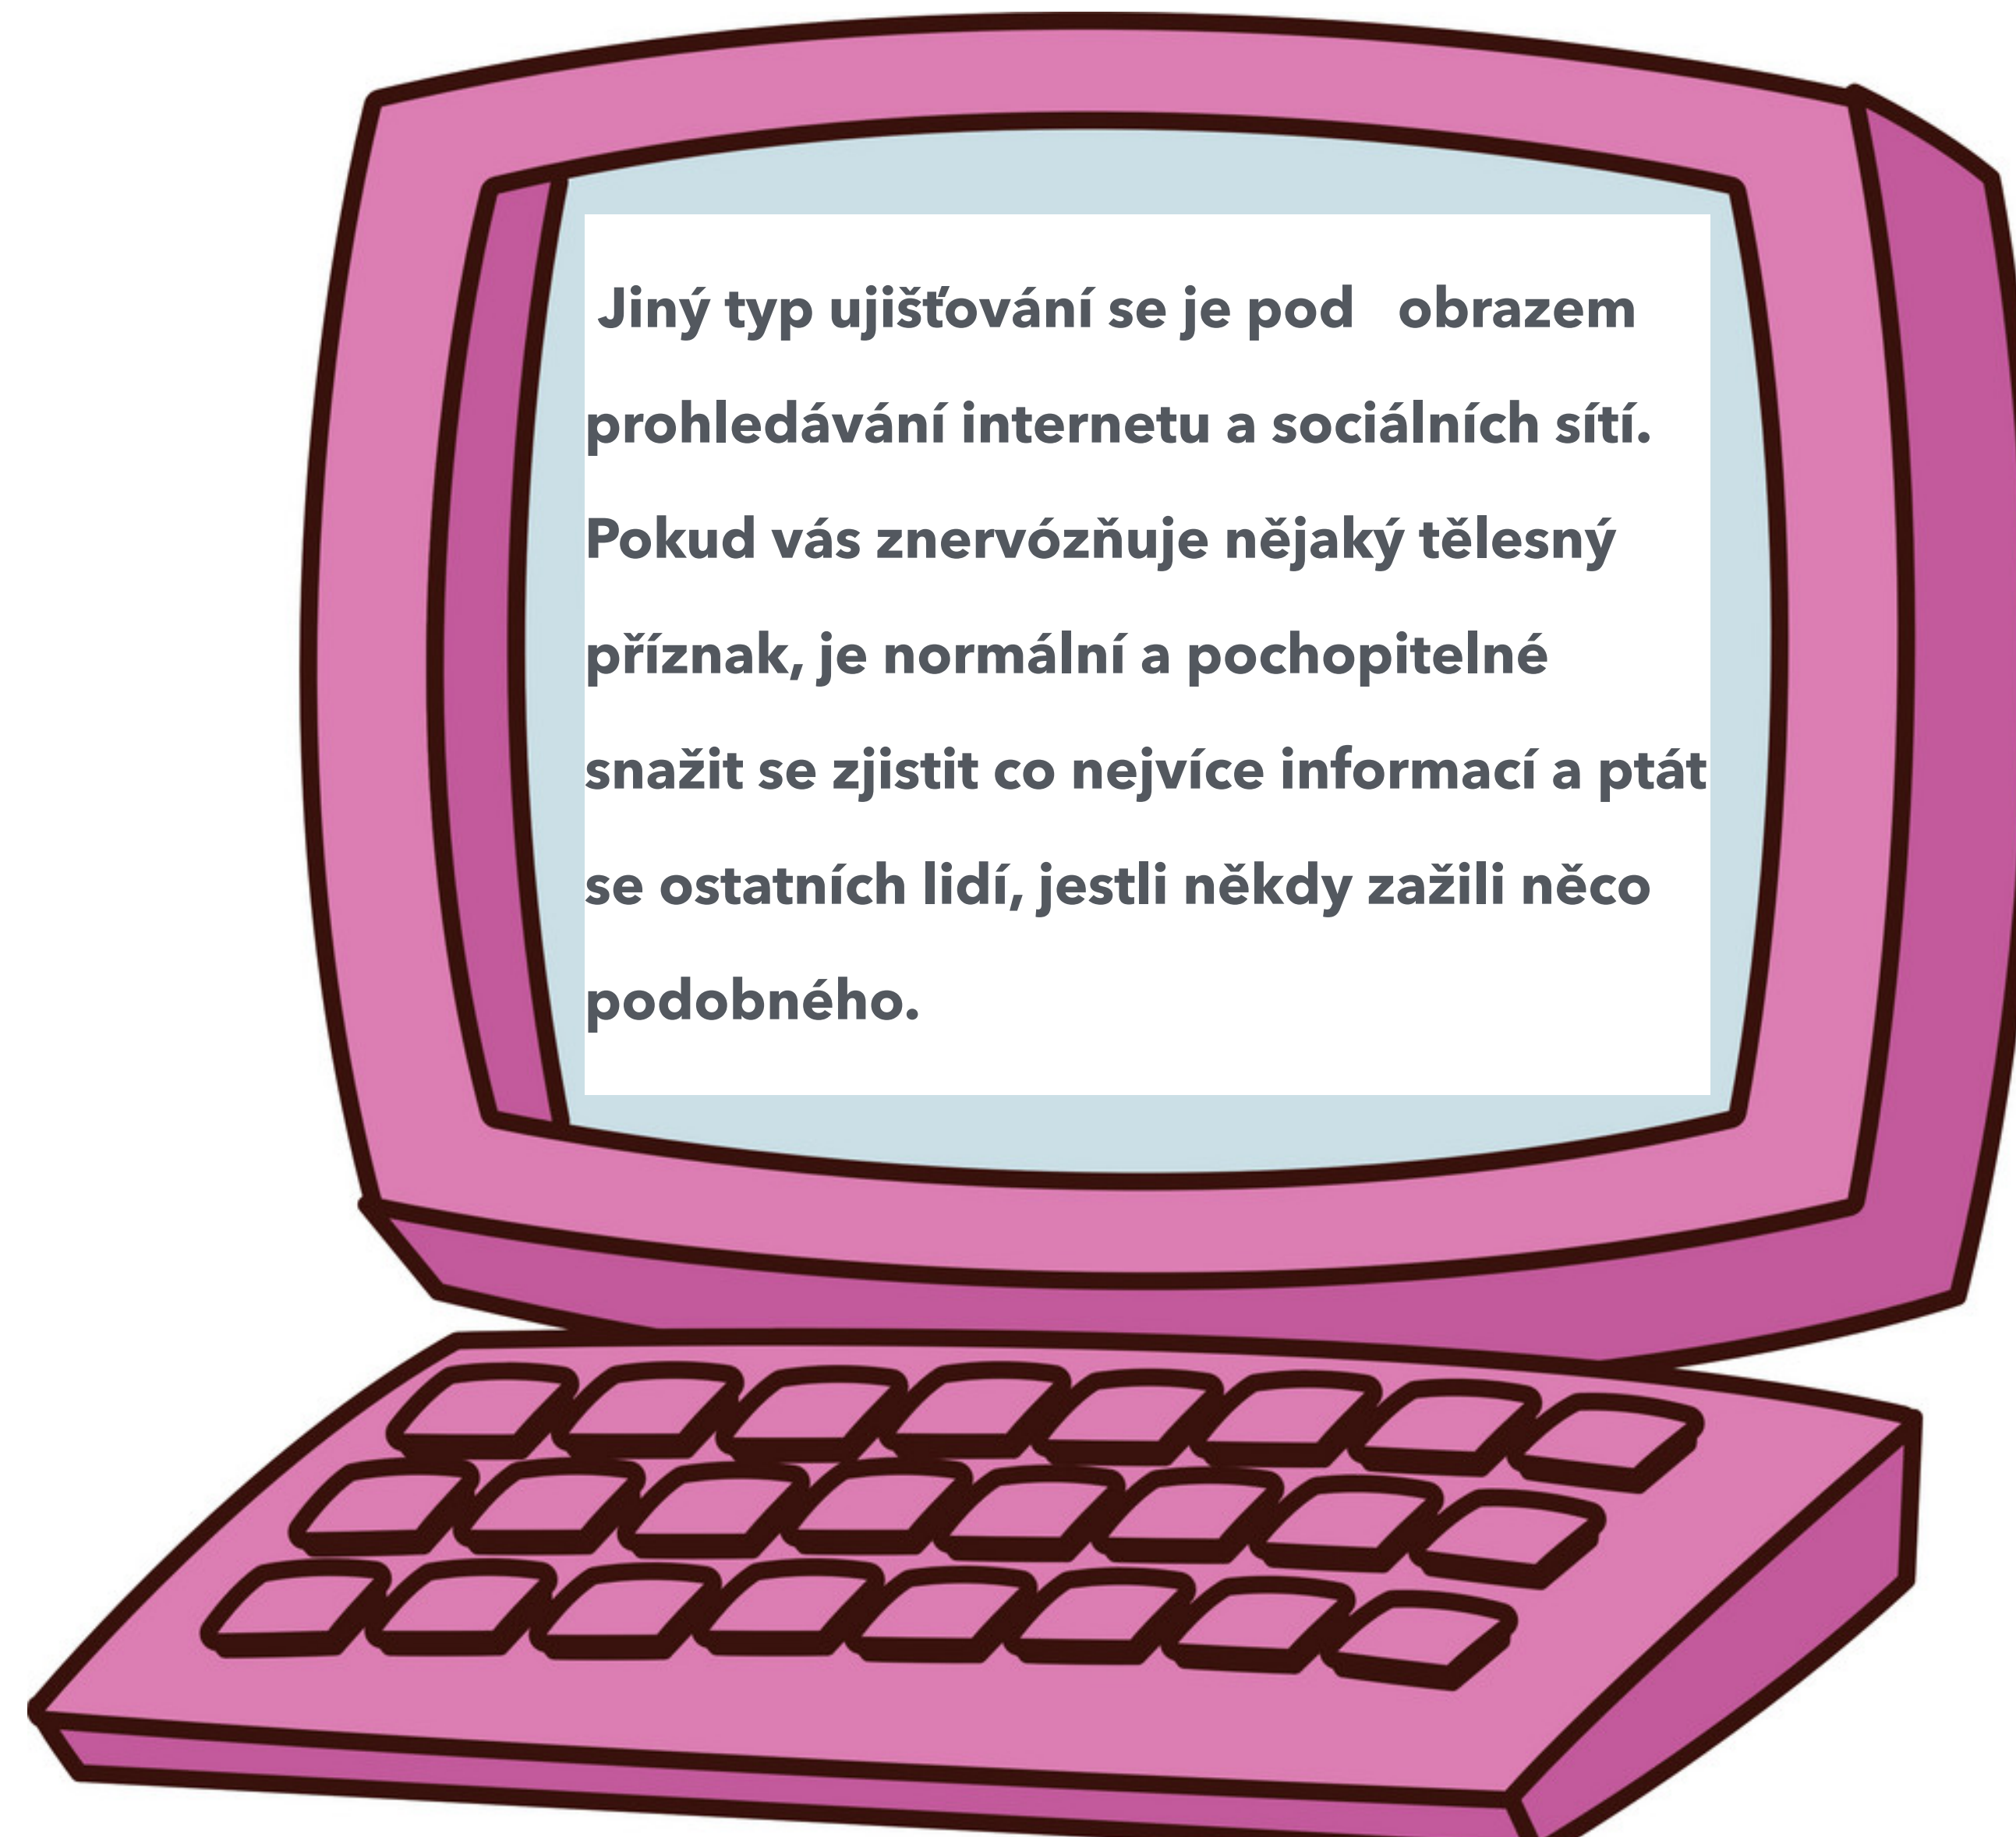 Jiný typ ujišťování se je pod obrazem
prohledávání internetu a sociálních sítí.
Pokud vás znervózňuje nějaký tělesný
příznak, je normální a pochopitelné
snažit se zjistit co nejvíce informací a ptát
se ostatních lidí, jestli někdy zažili něco
podobného.